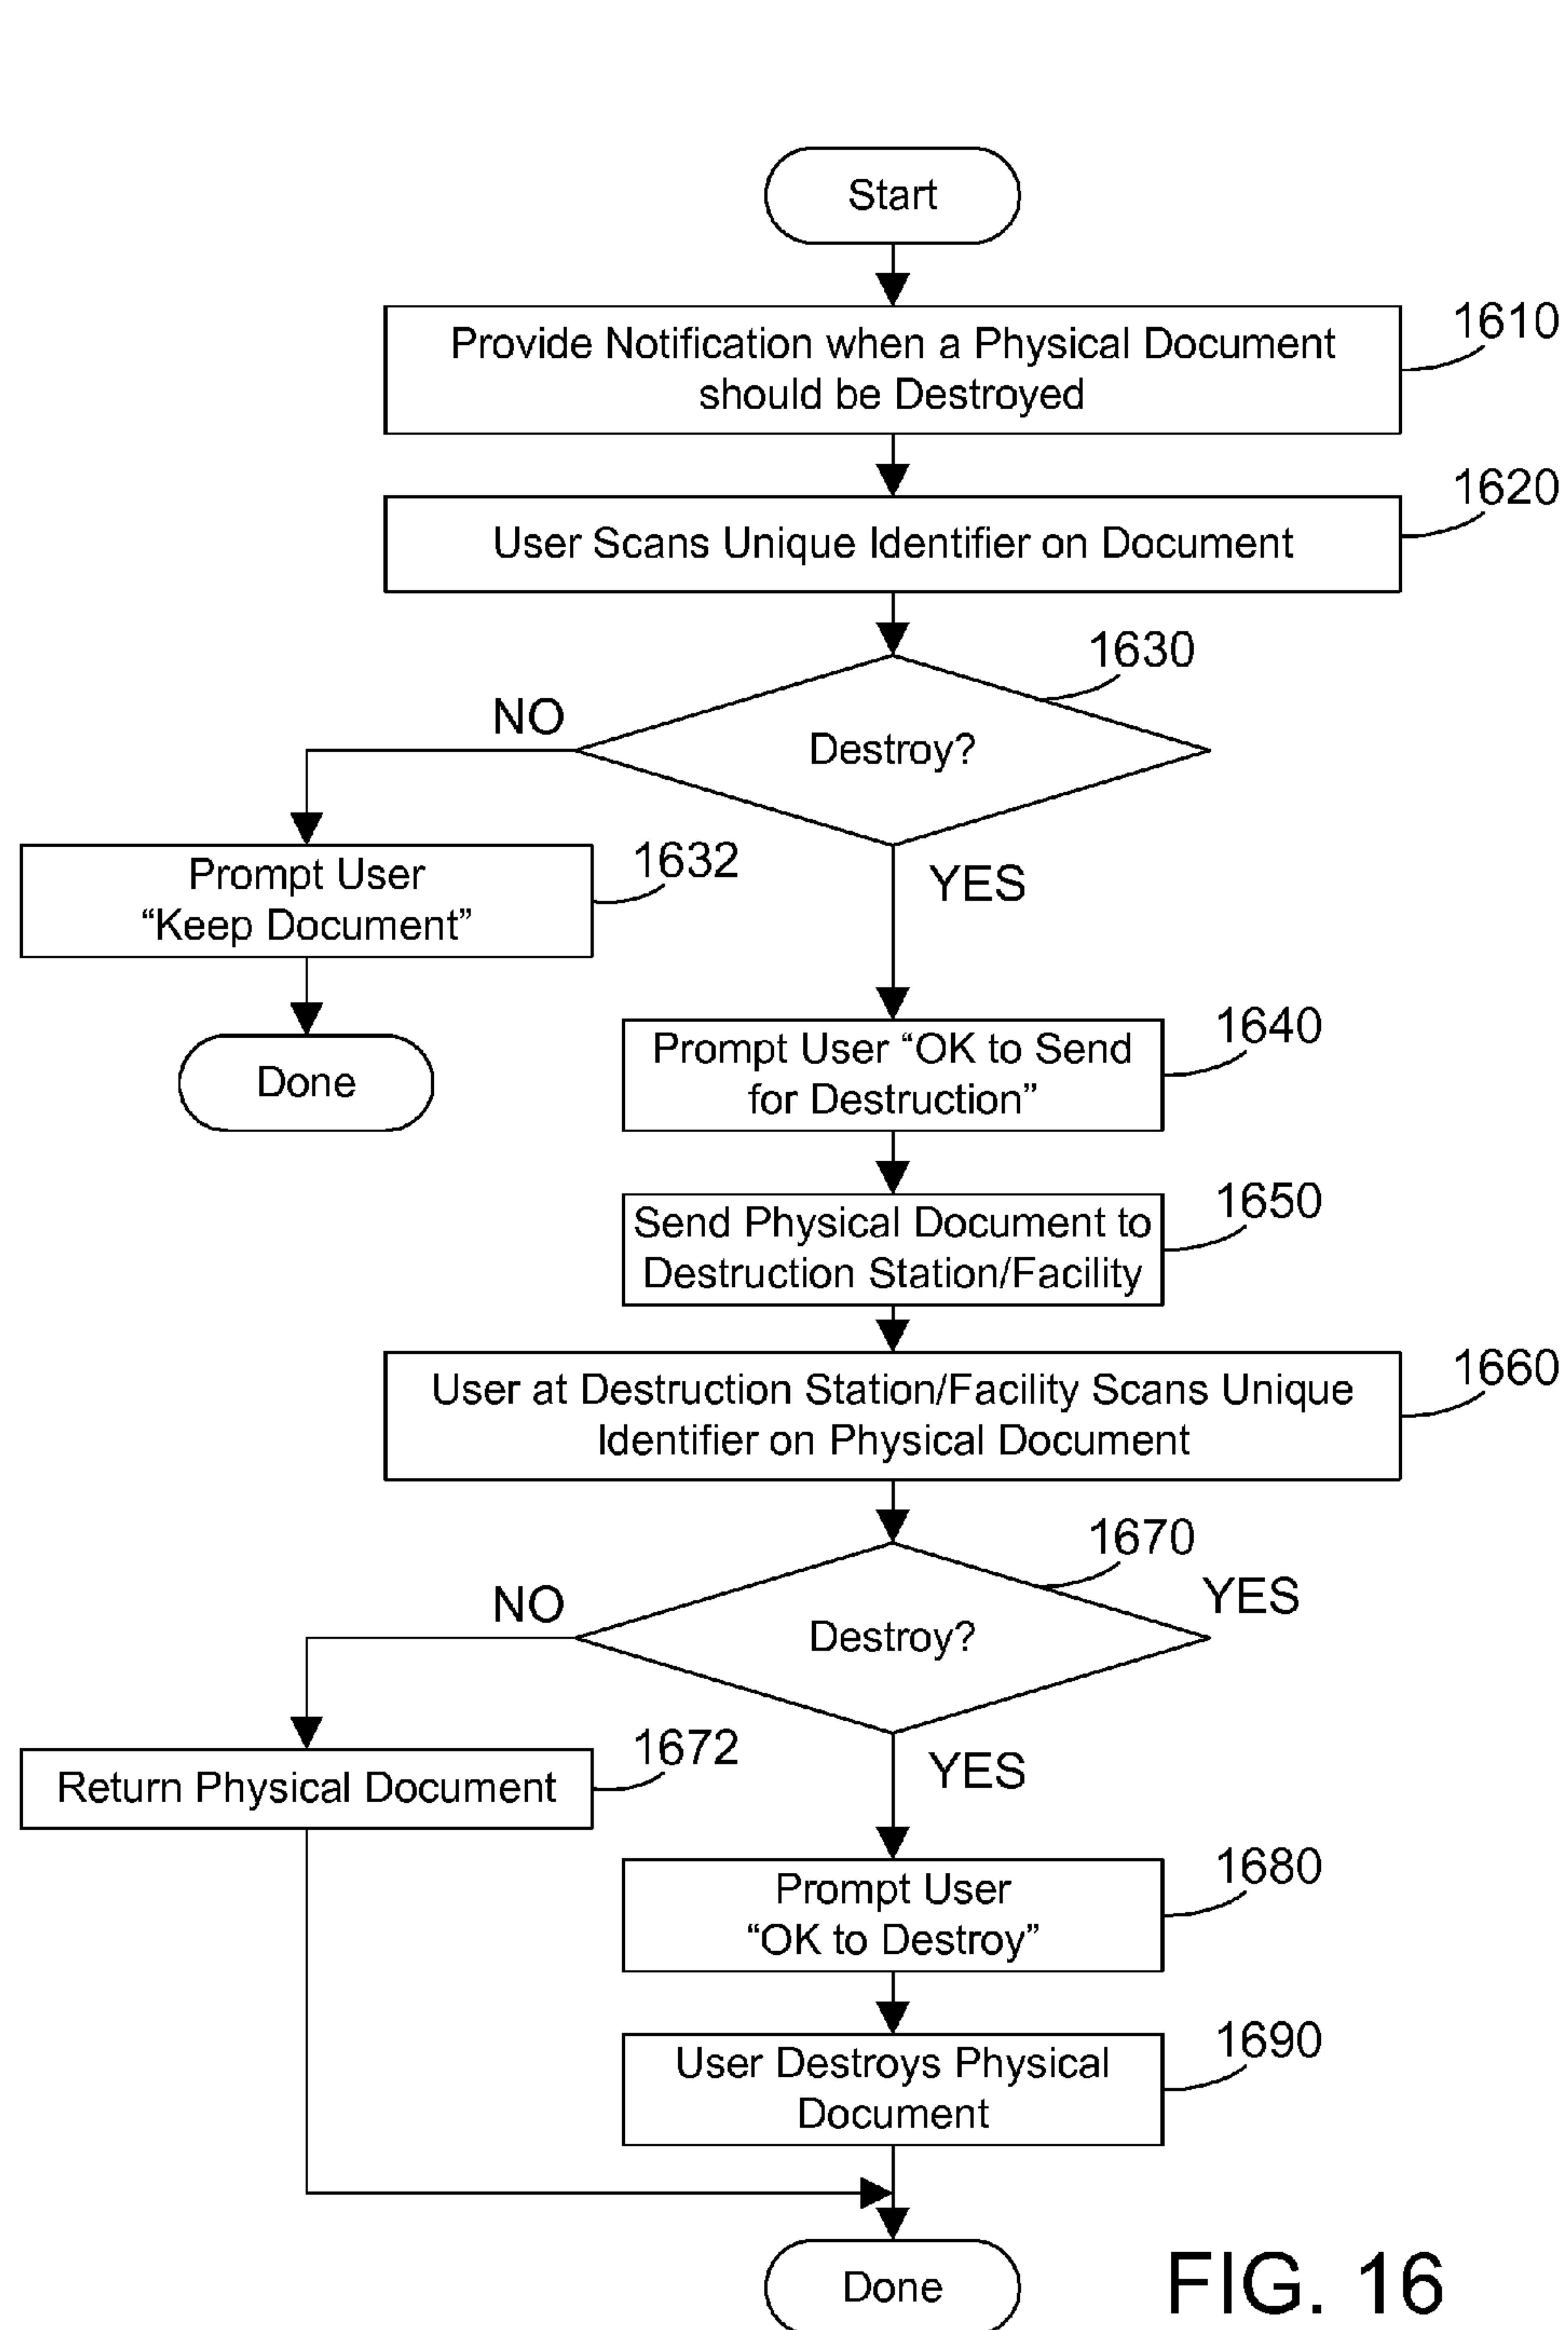 Start
Provide Notification when a Physical Document
should be Destroyed
1610
User Scans Unique Identifier on Document
1620
1630
Destroy?
NO
YES
Prompt User
“Keep Document”
1632
Done
Prompt User “OK to Send
for Destruction”
1640
Send Physical Document to
Destruction Station/Facility
1650
User at Destruction Station/Facility Scans Unique
Identifier on Physical Document
1660
1670
Destroy?
NO
YES
YES
Return Physical Document
1672
Prompt User
“OK to Destroy”
1680
User Destroys Physical
Document
1690
Done
FIG. 16